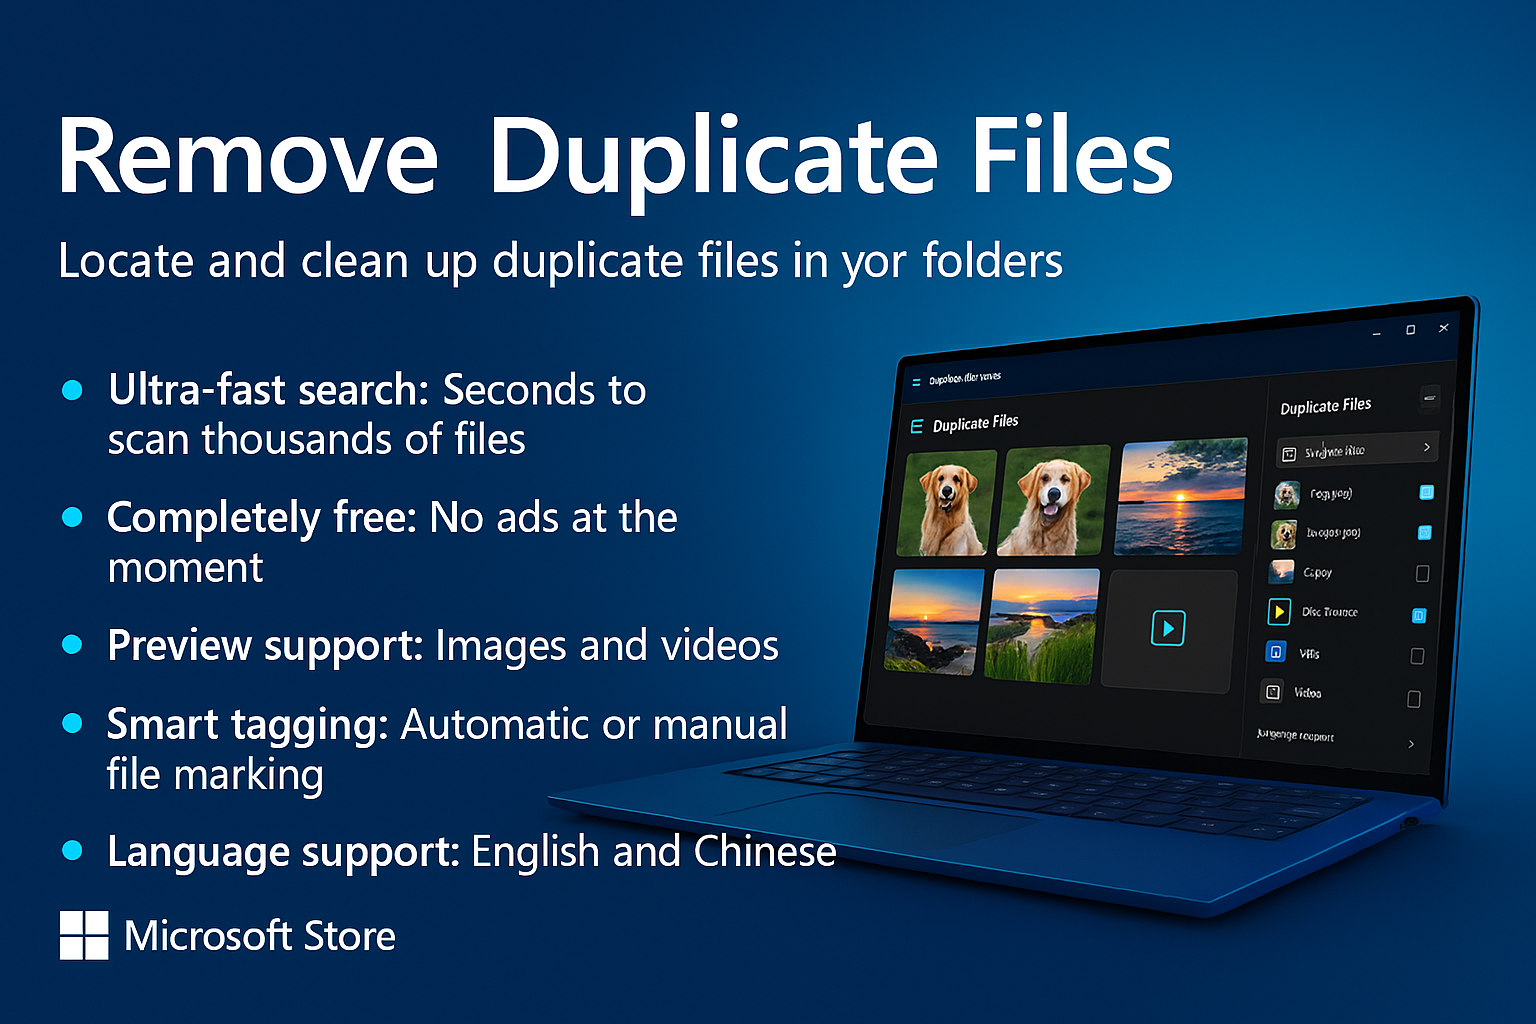 Remove Duplicate Files
Locate and clean up duplicate files in yor folders
Ultra-fast search: Seconds to
scan thousands of files
Completely free: No ads at the
moment
Preview support: Images and videos
Smart tagging: Automatic or manual
file marking
Language support: English and Chinese
Microsoft Store
Duplicate Files
Duplicate Files